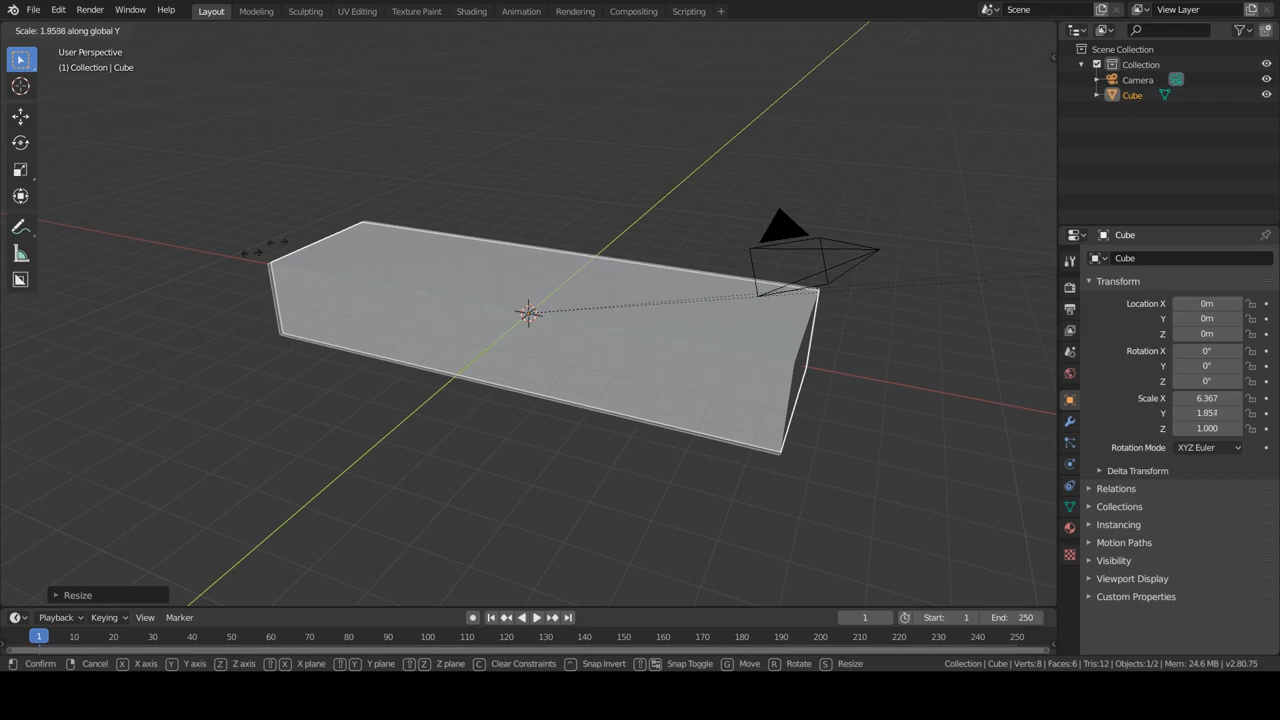 File Edit Render Window Help Layout Modeling Sculpting UV Editing Texture Paint Shading Animation Rendering Compositing Scripting + Scene View Layer
Scale: 1.8586 along global Y
User Perspective
(1) Collection | Cube
Scene Collection
Collection
Camera
Cube
Cube
Cube
Transform
Location X 0m
Y 0m
Z 0m
Rotation X 0°
Y 0°
Z 0°
Scale X 6.367
Y 1.859
Z 1.000
Rotation Mode XYZ Euler
Delta Transform
Relations
Collections
Instancing
Motion Paths
Visibility
Viewport Display
Custom Properties
Resize
Playback Keying View Marker 1 Start: 1 End: 250
1 10 20 30 40 50 60 70 80 90 100 110 120 130 140 150 160 170 180 190 200 210 220 230 240 250
Confirm Cancel X X axis Y Y axis Z Z axis X X plane Y Y plane Z Z plane C Clear Constraints ^ Snap Invert Snap Toggle G Move R Rotate S Resize Collection | Cube | Verts:8 | Faces:6 | Tris:12 | Objects:1/2 | Mem: 24.6 MB | v2.80.75